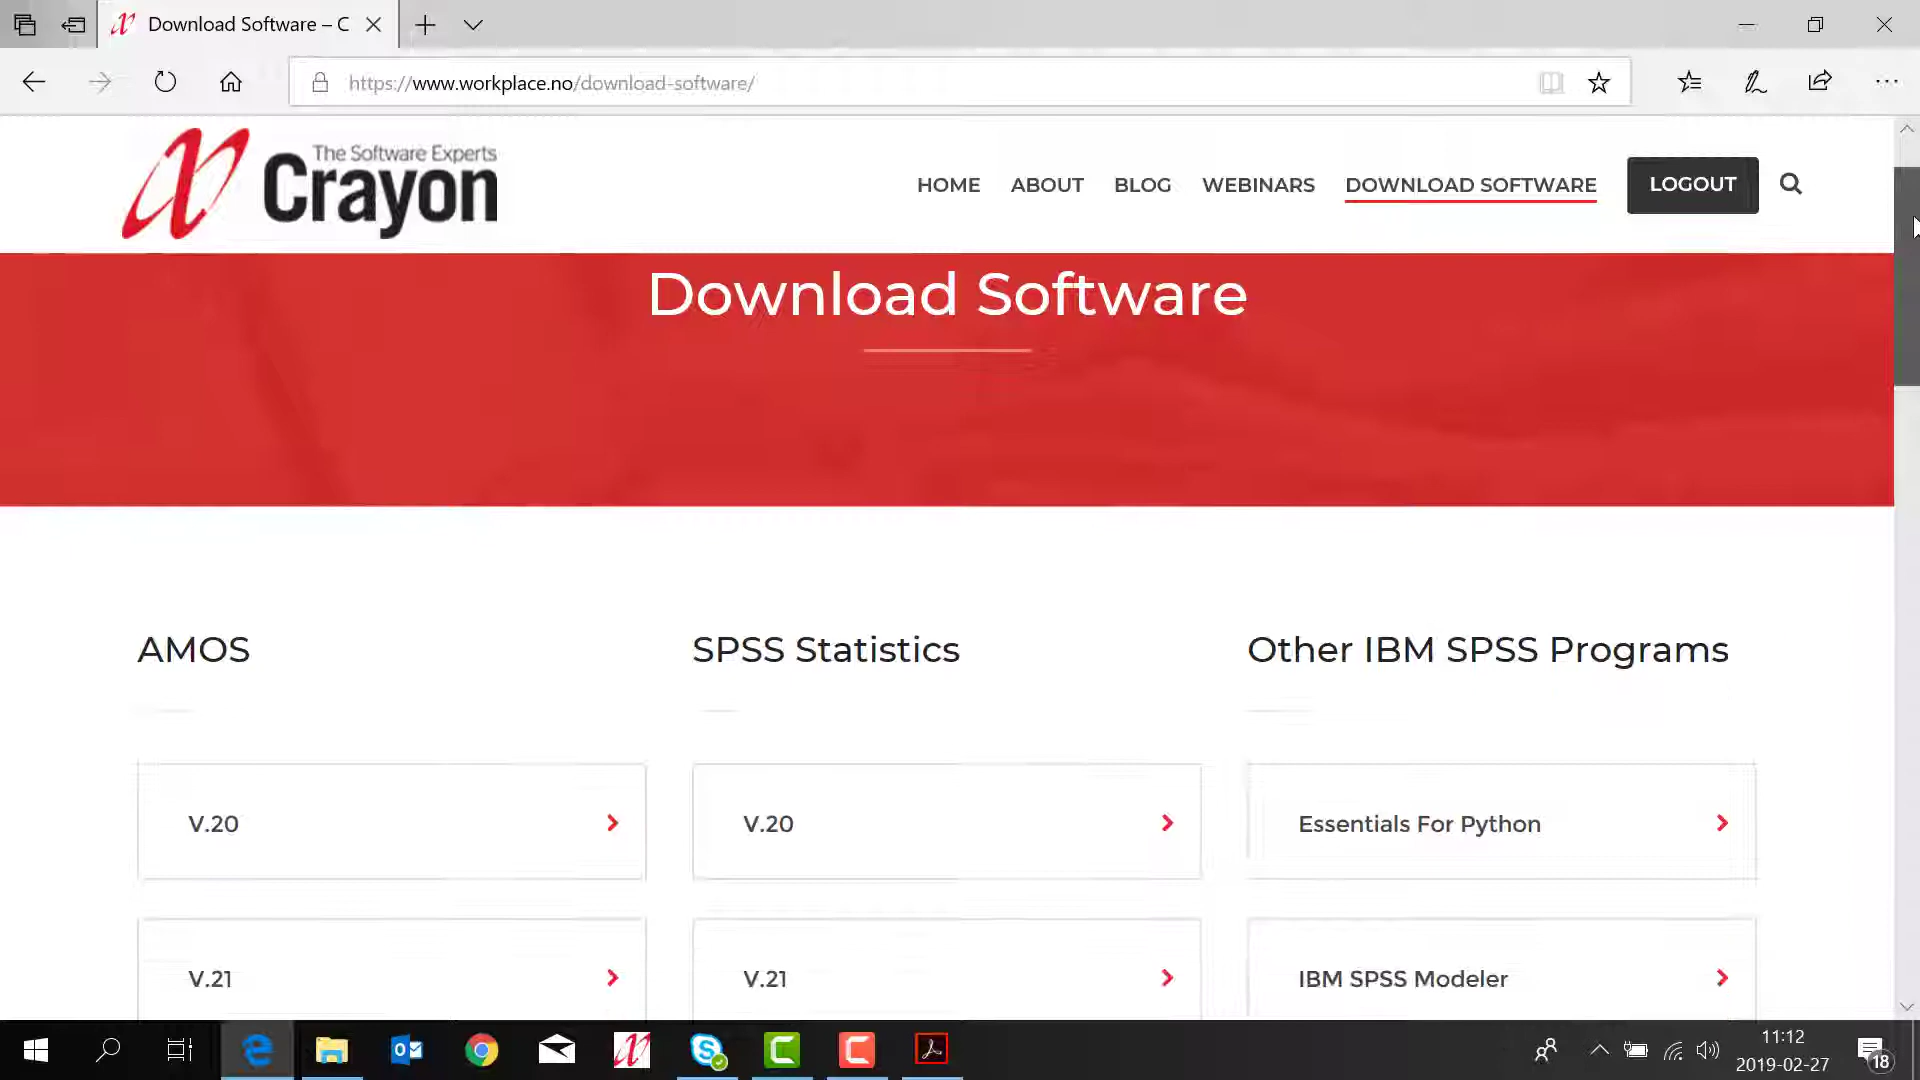 Download Software – C
https://www.workplace.no/download-software/
The Software Experts
Crayon
HOME
ABOUT
BLOG
WEBINARS
DOWNLOAD SOFTWARE
LOGOUT
Download Software
AMOS
SPSS Statistics
Other IBM SPSS Programs
V.20
V.20
Essentials For Python
V.21
V.21
IBM SPSS Modeler
11:12
2019-02-27
18